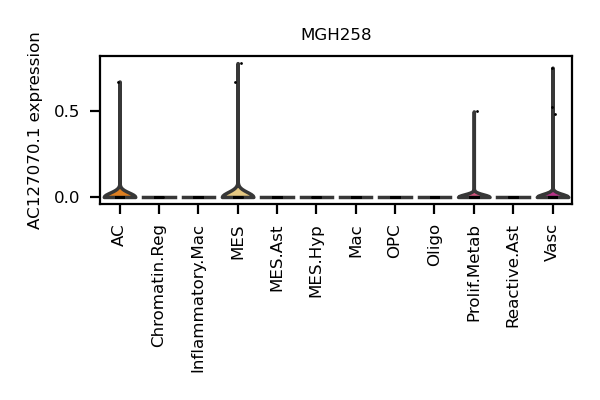 MGH258
AC127070.1 expression
0.5
0.0
AC
Chromatin.Reg
Inflammatory.Mac
MES
MES.Ast
MES.Hyp
Mac
OPC
Oligo
Prolif.Metab
Reactive.Ast
Vasc